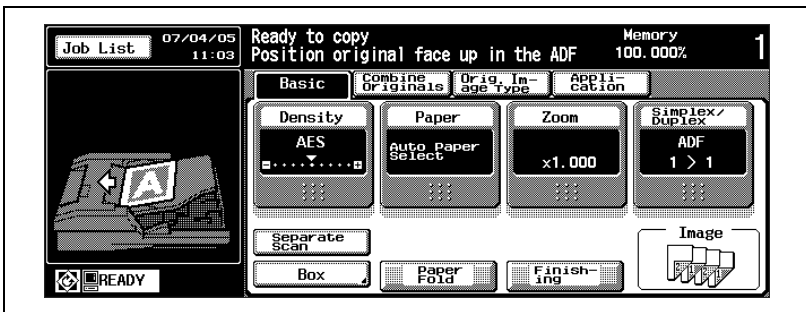 Job List
07/04/05
11:03
Ready to copy
Position original face up in the ADF
Memory
100.000%
1
Basic
Combine
Originals
Orig. Im-
age Type
Appli-
cation
Density
Paper
Zoom
Simplex/
Duplex
AES
Auto Paper
Select
×1.000
ADF
1 > 1
A
Separate
Scan
Image
Box
Paper
Fold
Finish-
ing
READY